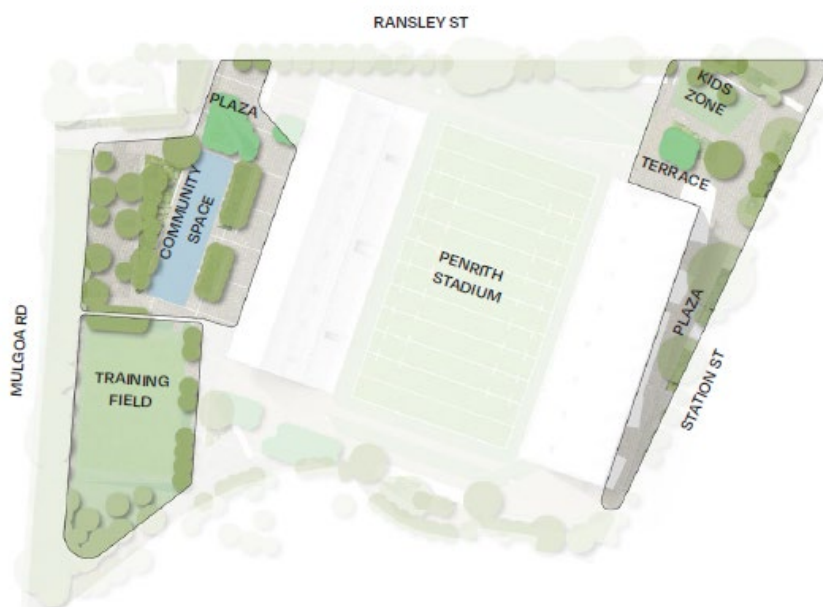 RANSLEY ST
PLAZA
KIDS
ZONE
TERRACE
COMMUNITY
SPACE
PENRITH
STADIUM
PLAZA
MULGOA RD
TRAINING
FIELD
STATION ST